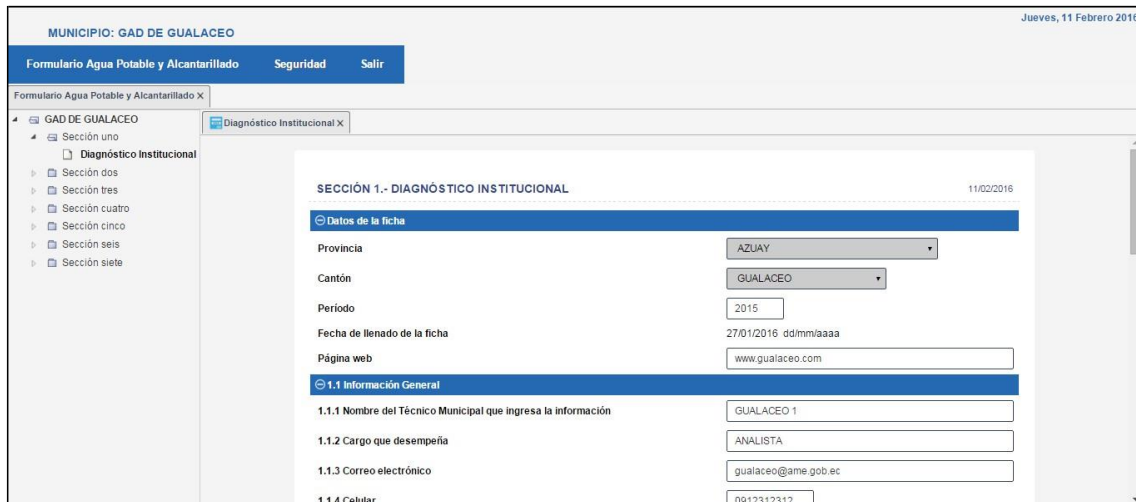 Jueves, 11 Febrero 2016
MUNICIPIO: GAD DE GUALACEO
Formulario Agua Potable y Alcantarillado Seguridad Salir
Formulario Agua Potable y Alcantarillado X
GAD DE GUALACEO
Sección uno
Diagnóstico Institucional
Sección dos
Sección tres
Sección cuatro
Sección cinco
Sección seis
Sección siete
Diagnóstico Institucional X
SECCIÓN 1.- DIAGNÓSTICO INSTITUCIONAL 11/02/2016
Datos de la ficha
Provincia AZUAY
Cantón GUALACEO
Período 2015
Fecha de llenado de la ficha 27/01/2016 dd/mm/aaaa
Página web www.gualaceo.com
1.1 Información General
1.1.1 Nombre del Técnico Municipal que ingresa la información GUALACEO 1
1.1.2 Cargo que desempeña ANALISTA
1.1.3 Correo electrónico gualaceo@ame.gob.ec
1.1.4 Celular 0912312312